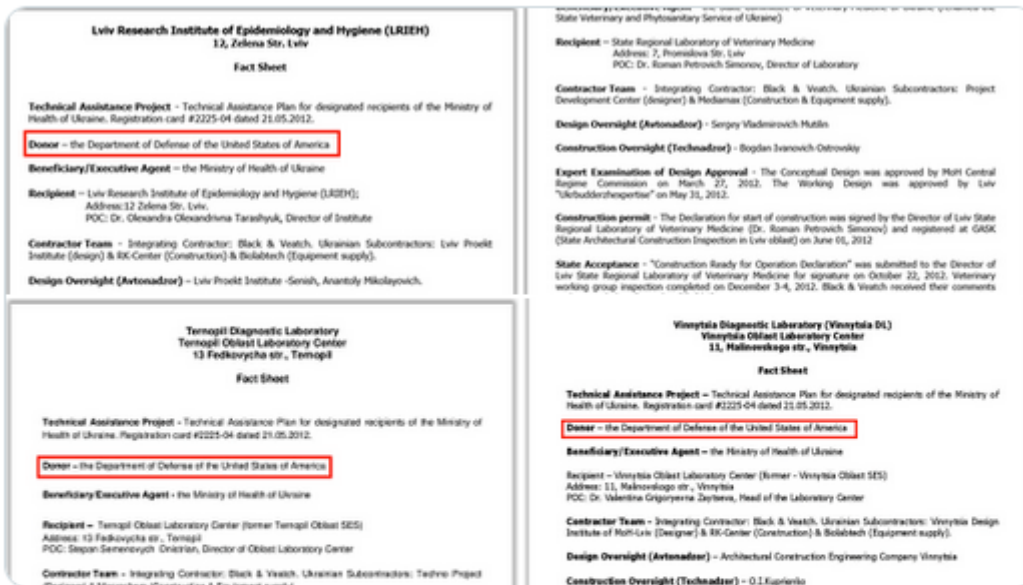 Lviv Research Institute of Epidemiology and Hygiene (LRIEH)
12, Zelena Str. Lviv
Fact Sheet
Technical Assistance Project - Technical Assistance Plan for designated recipients of the Ministry of
Health of Ukraine. Registration card #2225-04 dated 21.05.2012.
Donor – the Department of Defense of the United States of America
Beneficiary/Executive Agent – the Ministry of Health of Ukraine
Recipient – Lviv Research Institute of Epidemiology and Hygiene (LRIEH);
Address:12 Zelena Str. Lviv.
POC: Dr. Olexandra Olexandrivna Tarashyuk, Director of Institute
Contractor Team - Integrating Contractor: Black & Veatch. Ukrainian Subcontractors: Lviv Proekt
Institute (design) & RK-Center (Construction) & Biolabtech (Equipment supply).
Design Oversight (Avtonadzor) – Lviv Proekt Institute -Senish, Anantoly Mikolayovich.
State Veterinary and Phytosanitary Service of Ukraine)
Recipient – State Regional Laboratory of Veterinary Medicine
Address: 7, Promislova Str. Lviv
POC: Dr. Roman Petrovich Simonov, Director of Laboratory
Contractor Team - Integrating Contractor: Black & Veatch. Ukrainian Subcontractors: Project
Development Center (designer) & Mediamax (Construction & Equipment supply).
Design Oversight (Avtonadzor) - Sergey Vladimirovich Mutilin
Construction Oversight (Technadzor) - Bogdan Ivanovich Ostrovskiy
Expert Examination of Design Approval - The Conceptual Design was approved by MoH Central
Regime Commission on March 27, 2012. The Working Design was approved by Lviv
"Ukrbudderzhexpertise" on May 31, 2012.
Construction permit - The Declaration for start of construction was signed by the Director of Lviv State
Regional Laboratory of Veterinary Medicine (Dr. Roman Petrovich Simonov) and registered at GASK
(State Architectural Construction Inspection in Lviv oblast) on June 01, 2012
State Acceptance - "Construction Ready for Operation Declaration" was submitted to the Director of
Lviv State Regional Laboratory of Veterinary Medicine for signature on October 22, 2012. Veterinary
working group inspection completed on December 3-4, 2012. Black & Veatch received their comments
Ternopil Diagnostic Laboratory
Ternopil Oblast Laboratory Center
13 Fedkovycha str., Ternopil
Fact Sheet
Technical Assistance Project - Technical Assistance Plan for designated recipients of the Ministry of
Health of Ukraine. Registration card #2225-04 dated 21.05.2012.
Donor – the Department of Defense of the United States of America
Beneficiary/Executive Agent - the Ministry of Health of Ukraine
Recipient – Ternopil Oblast Laboratory Center (former Ternopil Oblast SES)
Address: 13 Fedkovycha str., Ternopil
POC: Stepan Semenovych Dnistrian, Director of Oblast Laboratory Center
Contractor Team - Integrating Contractor: Black & Veatch. Ukrainian Subcontractors: Techno Project
Vinnytsia Diagnostic Laboratory (Vinnytsia DL)
Vinnytsia Oblast Laboratory Center
11, Malinovskogo str., Vinnytsia
Fact Sheet
Technical Assistance Project – Technical Assistance Plan for designated recipients of the Ministry of
Health of Ukraine. Registration card #2225-04 dated 21.05.2012.
Donor – the Department of Defense of the United States of America
Beneficiary/Executive Agent – the Ministry of Health of Ukraine
Recipient – Vinnytsia Oblast Laboratory Center (former - Vinnytsia Oblast SES)
Address: 11, Malinovskogo str., Vinnytsia
POC: Dr. Valentina Grigoryevna Zaytseva, Head of the Laboratory Center
Contractor Team - Integrating Contractor: Black & Veatch. Ukrainian Subcontractors: Vinnytsia Design
Institute of MoH-Lviv (Designer) & RK-Center (Construction) & Biolabtech (Equipment supply).
Design Oversight (Avtonadzor) – Architectural Construction Engineering Company Vinnytsia
Construction Oversight (Technadzor) – O.I.Kuprienko